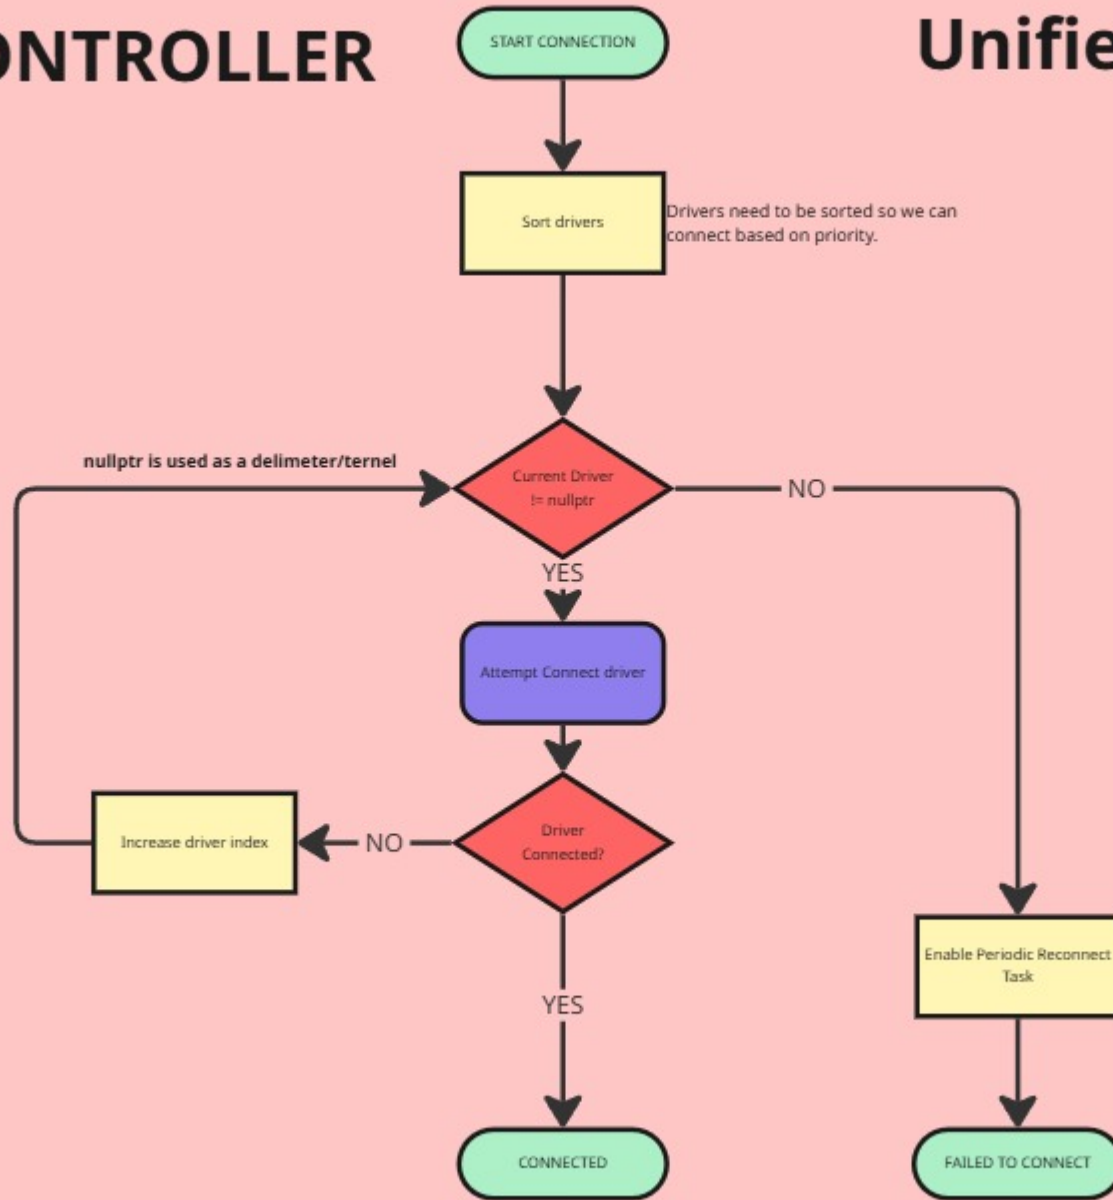 ONTROLLER
Unifie
START CONNECTION
Sort drivers
Drivers need to be sorted so we can
connect based on priority.
nullptr is used as a delimeter/ternel
Current Driver
!= nullptr
NO
YES
Attempt Connect driver
Driver
Connected?
NO
Increase driver index
YES
Enable Periodic Reconnect
Task
CONNECTED
FAILED TO CONNECT